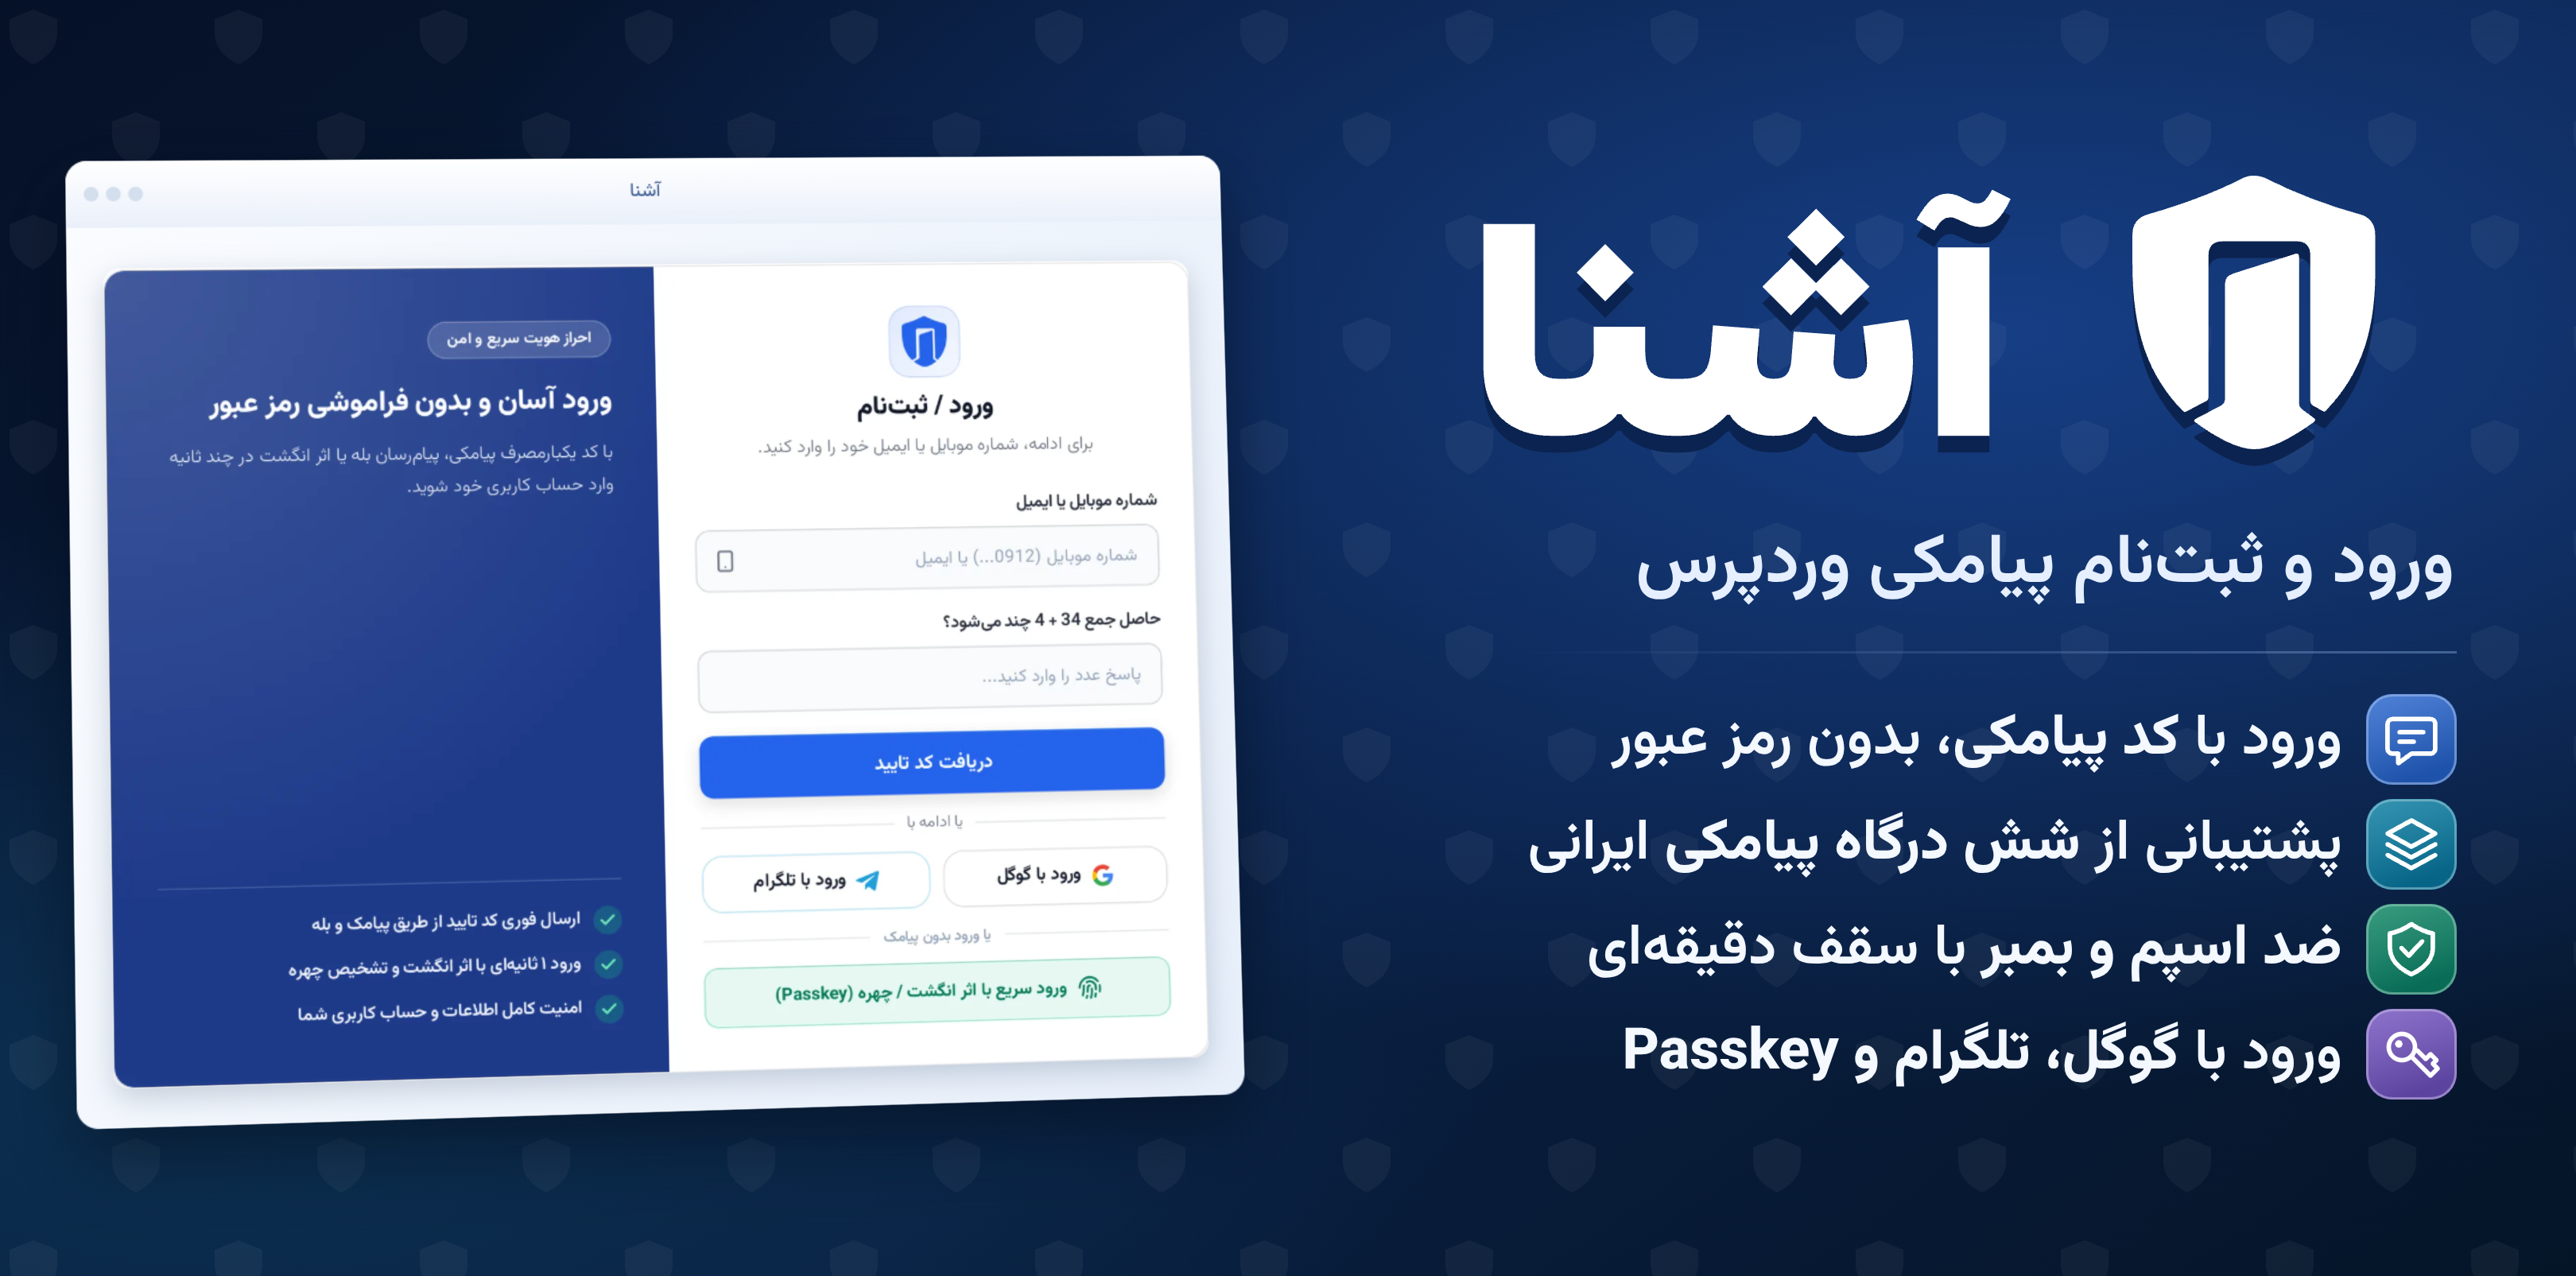 آشنا
ورود و ثبت‌نام پیامکی وردپرس
ورود با کد پیامکی، بدون رمز عبور
پشتیبانی از شش درگاه پیامکی ایرانی
ضد اسپم و بمبر با سقف دقیقه‌ای
ورود با گوگل، تلگرام و Passkey
آشنا
ورود / ثبت‌نام
برای ادامه، شماره موبایل یا ایمیل خود را وارد کنید.
شماره موبایل یا ایمیل
شماره موبایل (0912...) یا ایمیل
حاصل جمع 34 + 4 چند می‌شود؟
پاسخ عدد را وارد کنید...
دریافت کد تایید
یا ادامه با
ورود با گوگل
ورود با تلگرام
یا ورود بدون پیامک
ورود سریع با اثر انگشت / چهره (Passkey)
احراز هویت سریع و امن
ورود آسان و بدون فراموشی رمز عبور
با کد یکبارمصرف پیامکی، پیام‌رسان بله یا اثر انگشت در چند ثانیه
وارد حساب کاربری خود شوید.
ارسال فوری کد تایید از طریق پیامک و بله
ورود ۱ ثانیه‌ای با اثر انگشت و تشخیص چهره
امنیت کامل اطلاعات و حساب کاربری شما